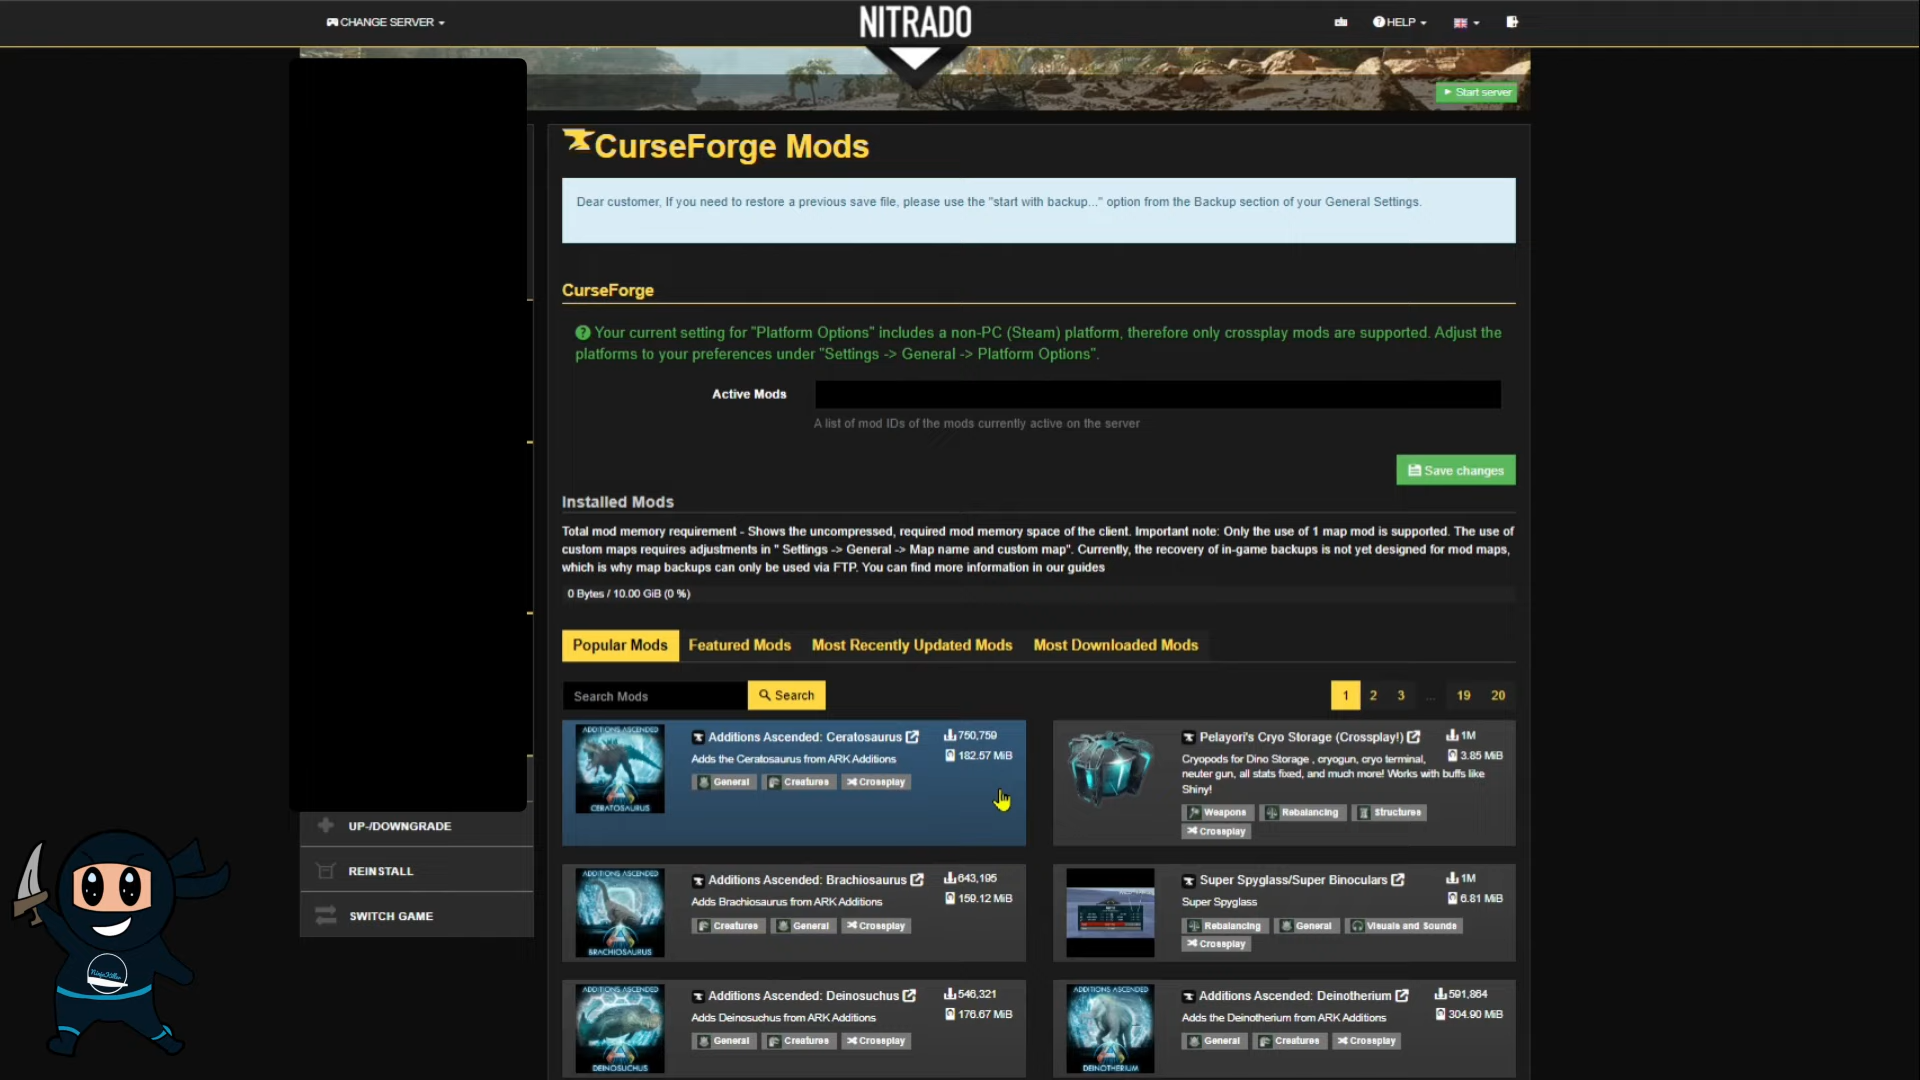 CHANGE SERVER
NITRADO
HELP
Start server
CurseForge Mods
Dear customer, If you need to restore a previous save file, please use the "start with backup..." option from the Backup section of your General Settings.
CurseForge
Your current setting for "Platform Options" includes a non-PC (Steam) platform, therefore only crossplay mods are supported. Adjust the
platforms to your preferences under "Settings -> General -> Platform Options".
Active Mods
A list of mod IDs of the mods currently active on the server
Save changes
Installed Mods
Total mod memory requirement - Shows the uncompressed, required mod memory space of the client. Important note: Only the use of 1 map mod is supported. The use of
custom maps requires adjustments in " Settings -> General -> Map name and custom map". Currently, the recovery of in-game backups is not yet designed for mod maps,
which is why map backups can only be used via FTP. You can find more information in our guides
0 Bytes / 10.00 GiB (0 %)
Popular Mods Featured Mods Most Recently Updated Mods Most Downloaded Mods
Search Mods Search 1 2 3 ... 19 20
ADDITIONS ASCENDED
CERATOSAURUS
Additions Ascended: Ceratosaurus 750,759
Adds the Ceratosaurus from ARK Additions 182.57 MiB
General Creatures Crossplay
Pelayori's Cryo Storage (Crossplay!) 1M
3.85 MiB
Cryopods for Dino Storage , cryogun, cryo terminal,
neuter gun, all stats fixed, and much more! Works with buffs like
Shiny!
Weapons Rebalancing Structures
Crossplay
UP-/DOWNGRADE
REINSTALL
SWITCH GAME
ADDITIONS ASCENDED
BRACHIOSAURUS
Additions Ascended: Brachiosaurus 643,195
Adds Brachiosaurus from ARK Additions 159.12 MiB
Creatures General Crossplay
Super Spyglass/Super Binoculars 1M
Super Spyglass 6.81 MiB
Rebalancing General Visuals and Sounds
Crossplay
ADDITIONS ASCENDED
DEINOSUCHUS
Additions Ascended: Deinosuchus 546,321
Adds Deinosuchus from ARK Additions 176.67 MiB
General Creatures Crossplay
ADDITIONS ASCENDED
DEINOTHERIUM
Additions Ascended: Deinotherium 591,864
Adds the Deinotherium from ARK Additions 304.90 MiB
General Creatures Crossplay